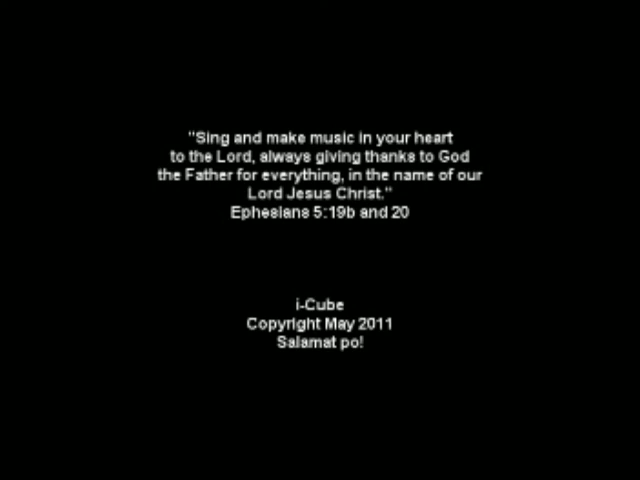 "Sing and make music in your heart
to the Lord, always giving thanks to God
the Father for everything, in the name of our
Lord Jesus Christ."
Ephesians 5:19b and 20
i-Cube
Copyright May 2011
Salamat po!